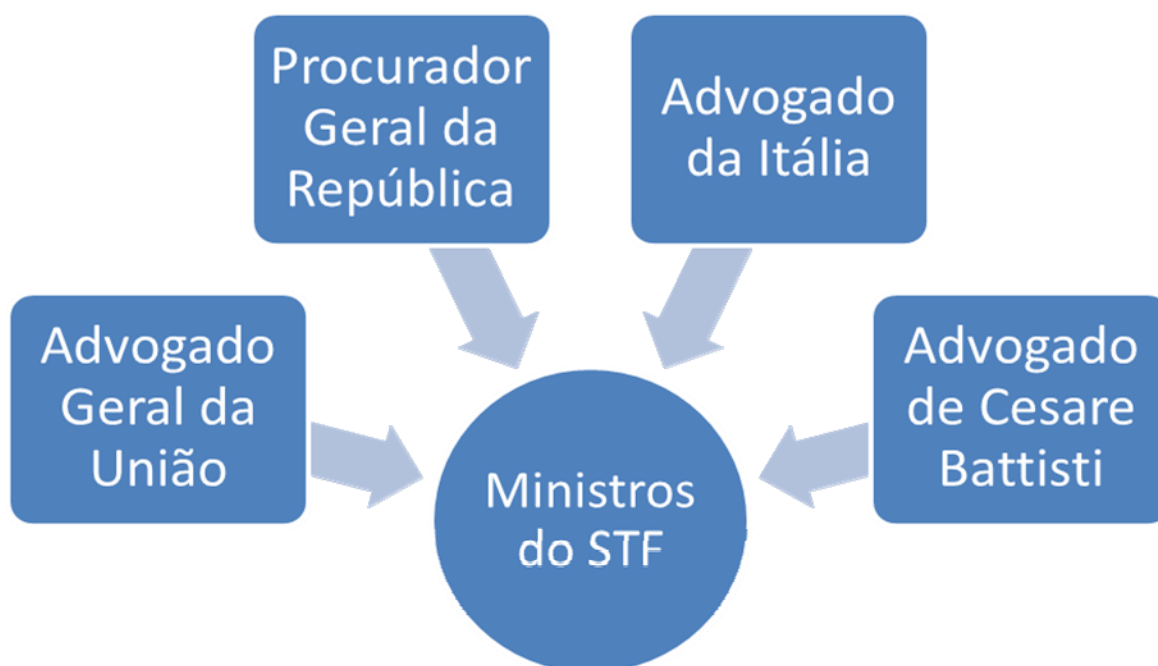 Procurador
Geral da
República
Advogado
da Itália
Advogado
Geral da
União
Advogado
de Cesare
Battisti
Ministros
do STF